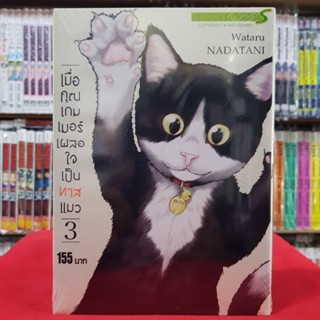 Wataru
NADATANI
เมื่อ
คุณ
เกม
เมอร์
เผลอ
ใจ
เป็น
ทาส
แมว
3
155 บาท